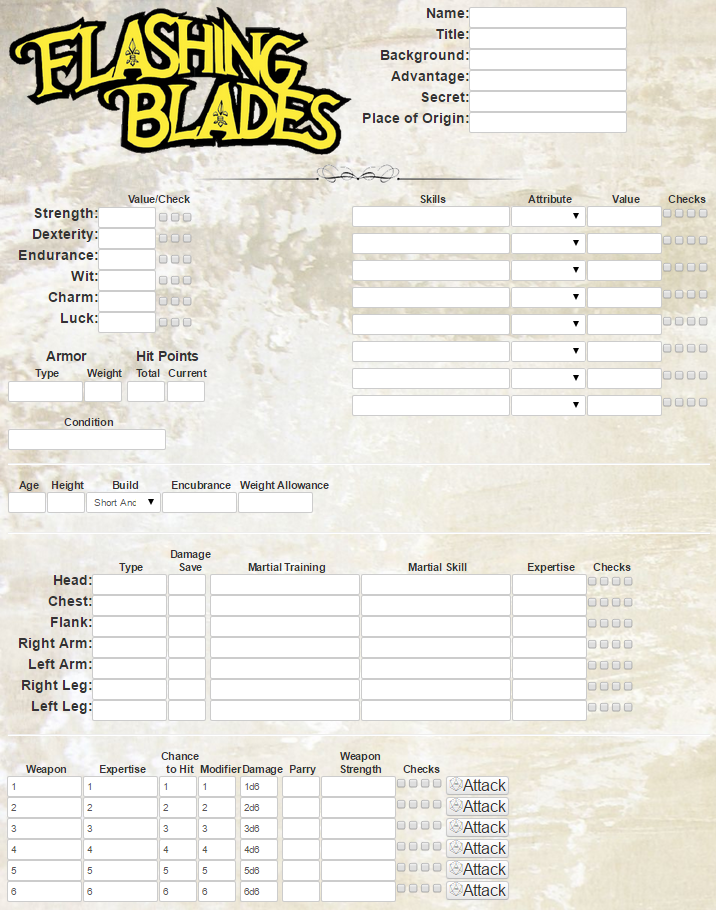 FLASHING
BLADES
Name:
Title:
Background:
Advantage:
Secret:
Place of Origin:
Value/Check
Strength:
Dexterity:
Endurance:
Wit:
Charm:
Luck:
Skills Attribute Value Checks
Armor Hit Points
Type Weight Total Current
Condition
Age Height Build Encubrance Weight Allowance
Short Anc
Type Damage Save Martial Training Martial Skill Expertise Checks
Head:
Chest:
Flank:
Right Arm:
Left Arm:
Right Leg:
Left Leg:
Weapon Expertise Chance to Hit Modifier Damage Parry Weapon Strength Checks
1 1 1 1 1d6 Attack
2 2 2 2 2d6 Attack
3 3 3 3 3d6 Attack
4 4 4 4 4d6 Attack
5 5 5 5 5d6 Attack
6 6 6 6 6d6 Attack